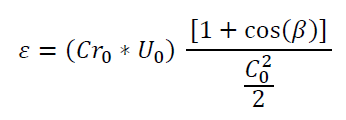 ε = (Cr₀ * U₀) [1 + cos(β)] / (C₀² / 2)